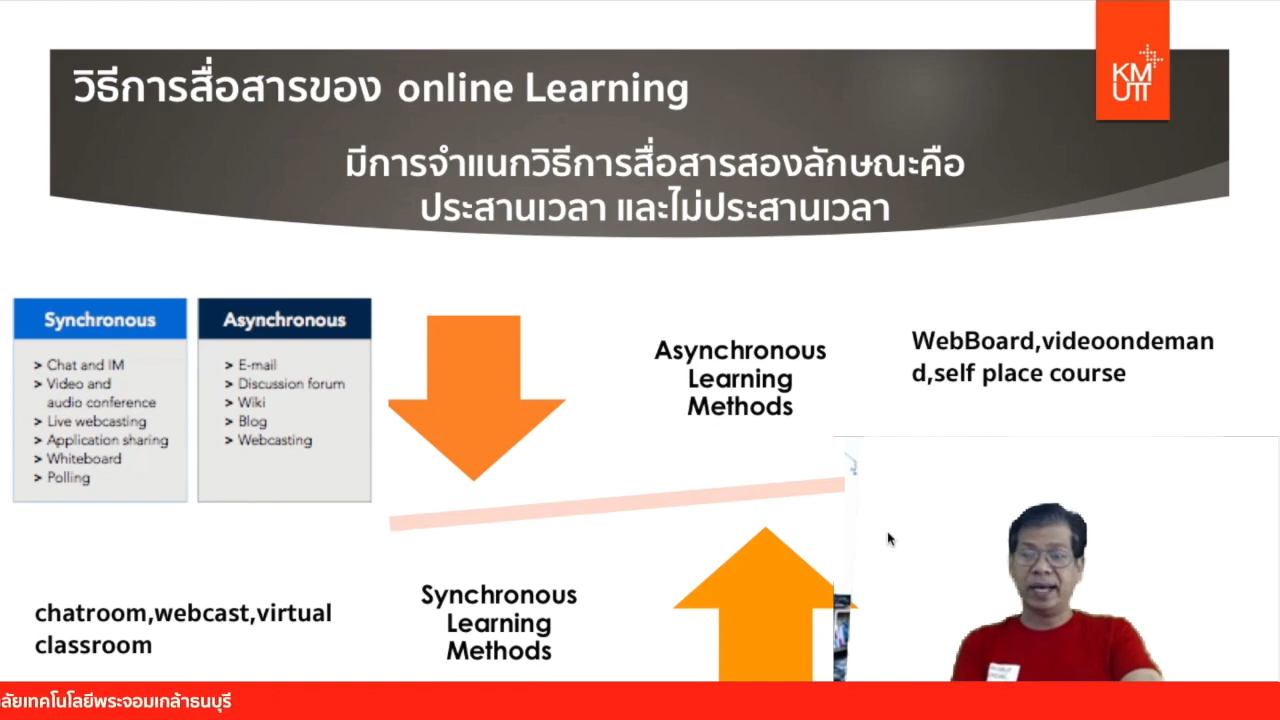 วิธีการสื่อสารของ online Learning
KM
UTT
มีการจำแนกวิธีการสื่อสารสองลักษณะคือ
ประสานเวลา และไม่ประสานเวลา
Synchronous
> Chat and IM
> Video and
audio conference
> Live webcasting
> Application sharing
> Whiteboard
> Polling
Asynchronous
> E-mail
> Discussion forum
> Wiki
> Blog
> Webcasting
Asynchronous
Learning
Methods
WebBoard,videoondeman
d,self place course
chatroom,webcast,virtual
classroom
Synchronous
Learning
Methods
ลัยเทคโนโลยีพระจอมเกล้าธนบุรี